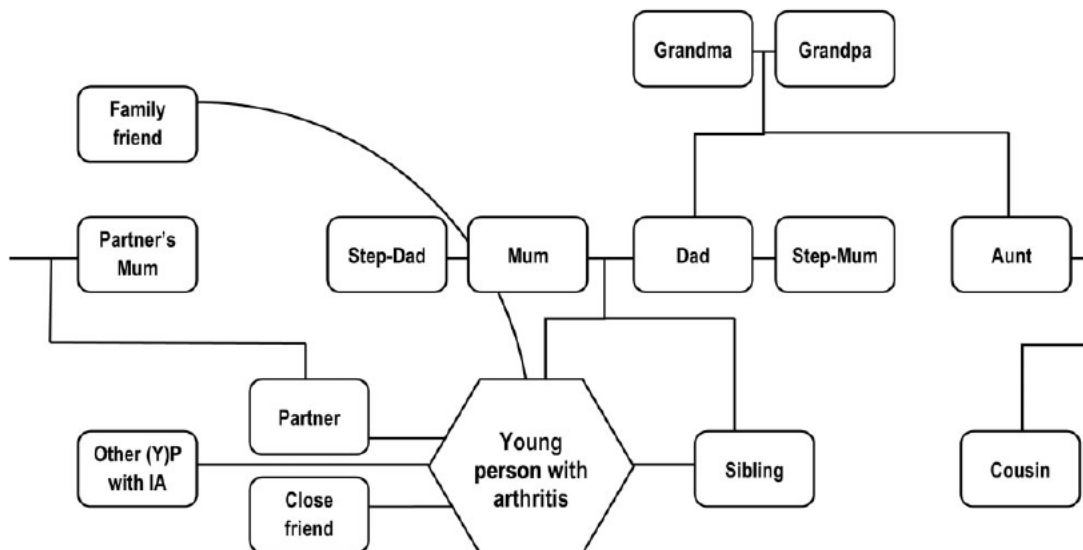 Grandma
Grandpa
Family
friend
Partner's
Mum
Step-Dad
Mum
Dad
Step-Mum
Aunt
Partner
Other (Y)P
with IA
Close
friend
Young
person with
arthritis
Sibling
Cousin